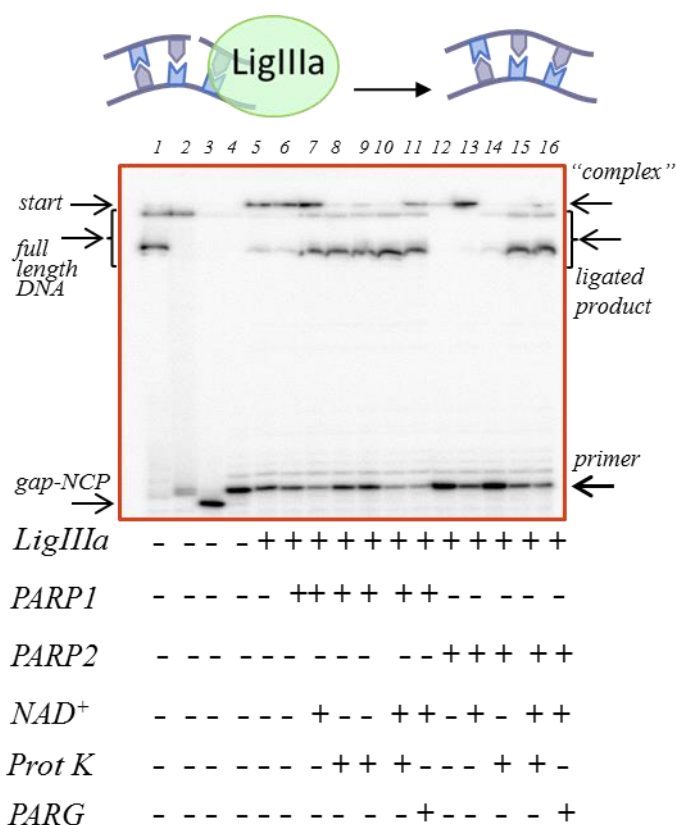 LigIIIa
1 2 3 4 5 6 7 8 9 10 11 12 13 14 15 16
"complex"
start
full
length
DNA
ligated
product
primer
gap-NCP
LigIIIa - - - - + + + + + + + + + + + +
PARP1 - - - - - ++ + + + + - - - - -
PARP2 - - - - - - - - - - - + + + + +
NAD⁺ - - - - - - + - - + + - + - + +
Prot K - - - - - - - + + + - - - + + -
PARG - - - - - - - - - - + - - - - +